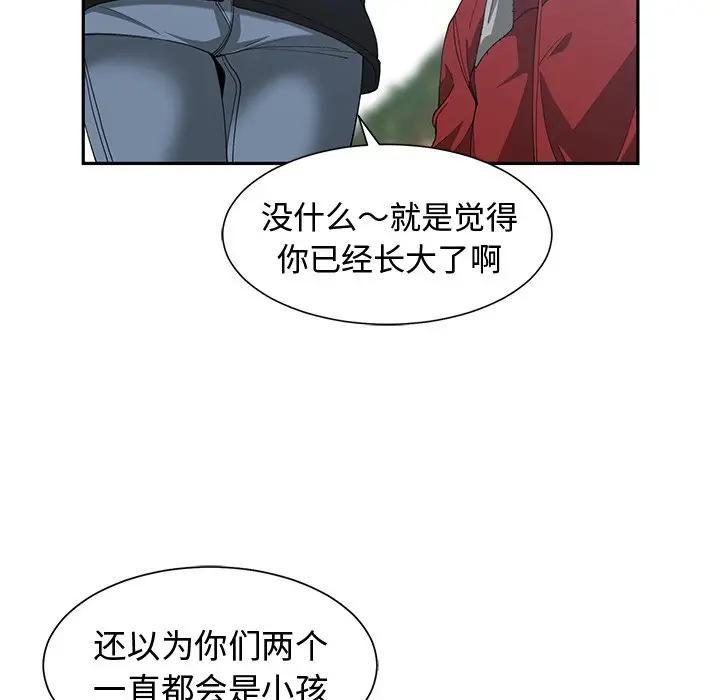 没什么～就是觉得
你已经长大了啊
还以为你们两个
一直都会是小孩